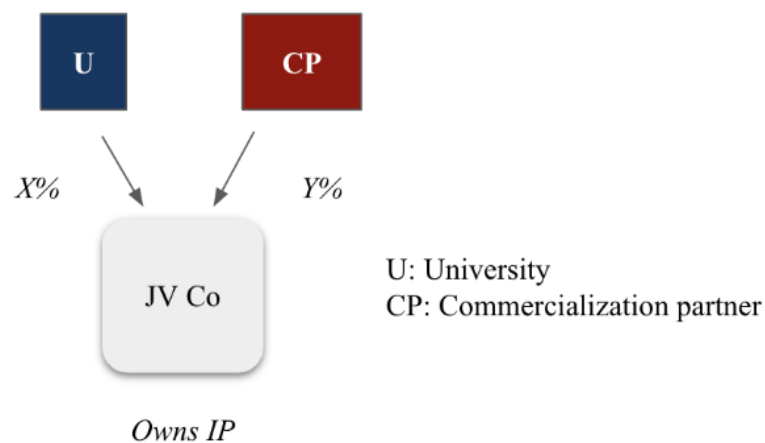 U
CP
X%
Y%
JV Co
U: University
CP: Commercialization partner
Owns IP